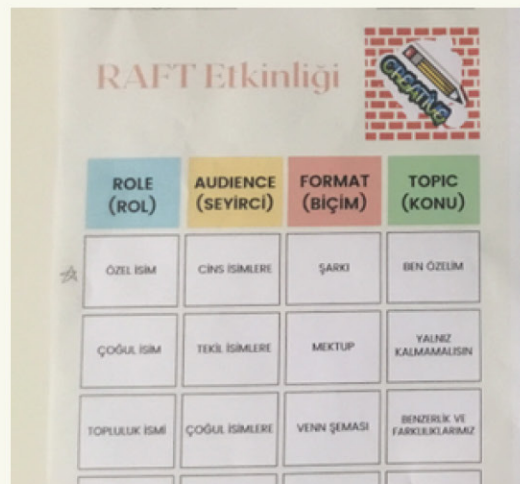 RAFT Etkinliği
CREATIVE
ROLE
(ROL)
AUDIENCE
(SEYİRCİ)
FORMAT
(BİÇİM)
TOPIC
(KONU)
ÖZEL İSİM
CİNS İSİMLERE
ŞARKI
BEN ÖZELİM
ÇOĞUL İSİM
TEKİL İSİMLERE
MEKTUP
YALNIZ
KALMAMALISIN
TOPLULUK İSMİ
ÇOĞUL İSİMLERE
VENN ŞEMASI
BENZERLİK VE
FARKLILIKLARIMIZ